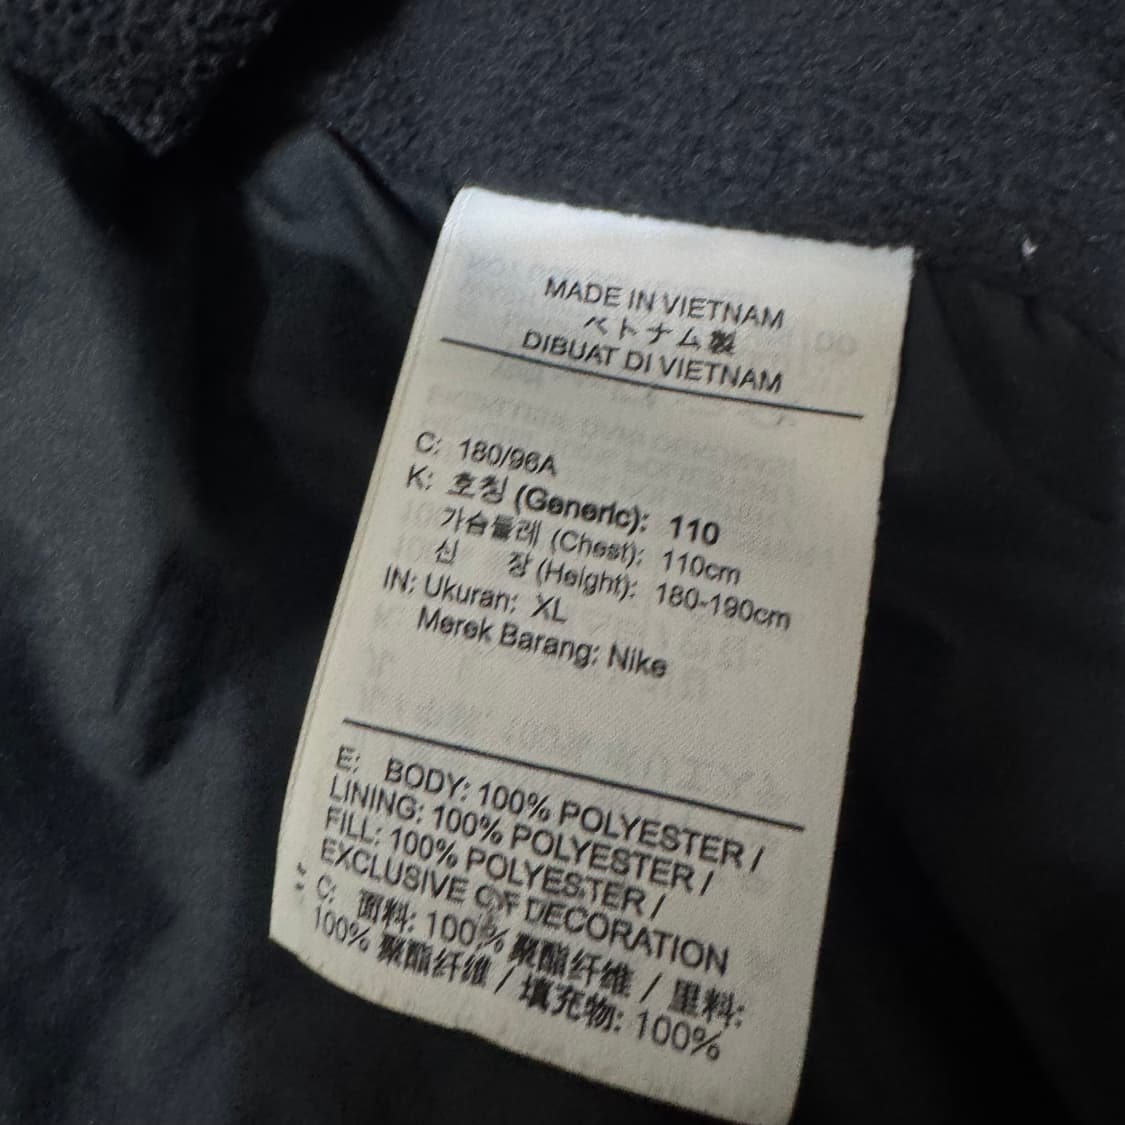 MADE IN VIETNAM
ベトナム製
DIBUAT DI VIETNAM
C: 180/96A
K: 호칭 (Generic): 110
가슴둘레 (Chest): 110cm
신 장 (Height): 180-190cm
IN: Ukuran: XL
Merek Barang: Nike
E: BODY: 100% POLYESTER /
LINING: 100% POLYESTER /
FILL: 100% POLYESTER /
EXCLUSIVE OF DECORATION
C: 面料: 100% 聚酯纤维 / 里料:
100% 聚酯纤维 / 填充物: 100%